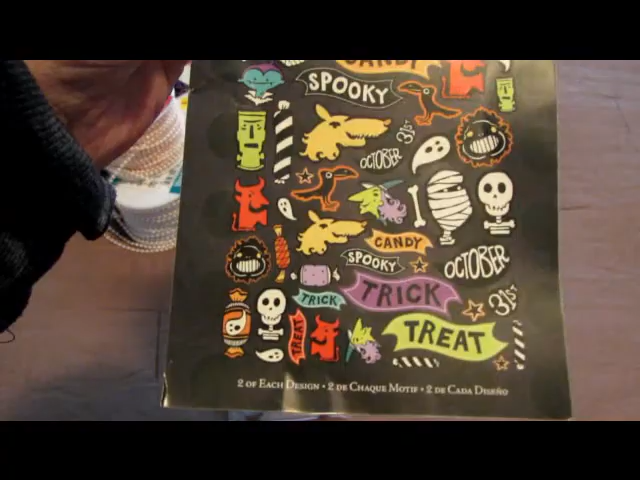 CANDY
SPOOKY
OCTOBER 31ST
CANDY
SPOOKY
OCTOBER
31ST
TRICK
TRICK
TREAT
TREAT
2 OF EACH DESIGN • 2 DE CHAQUE MOTIF • 2 DE CADA DISEÑO